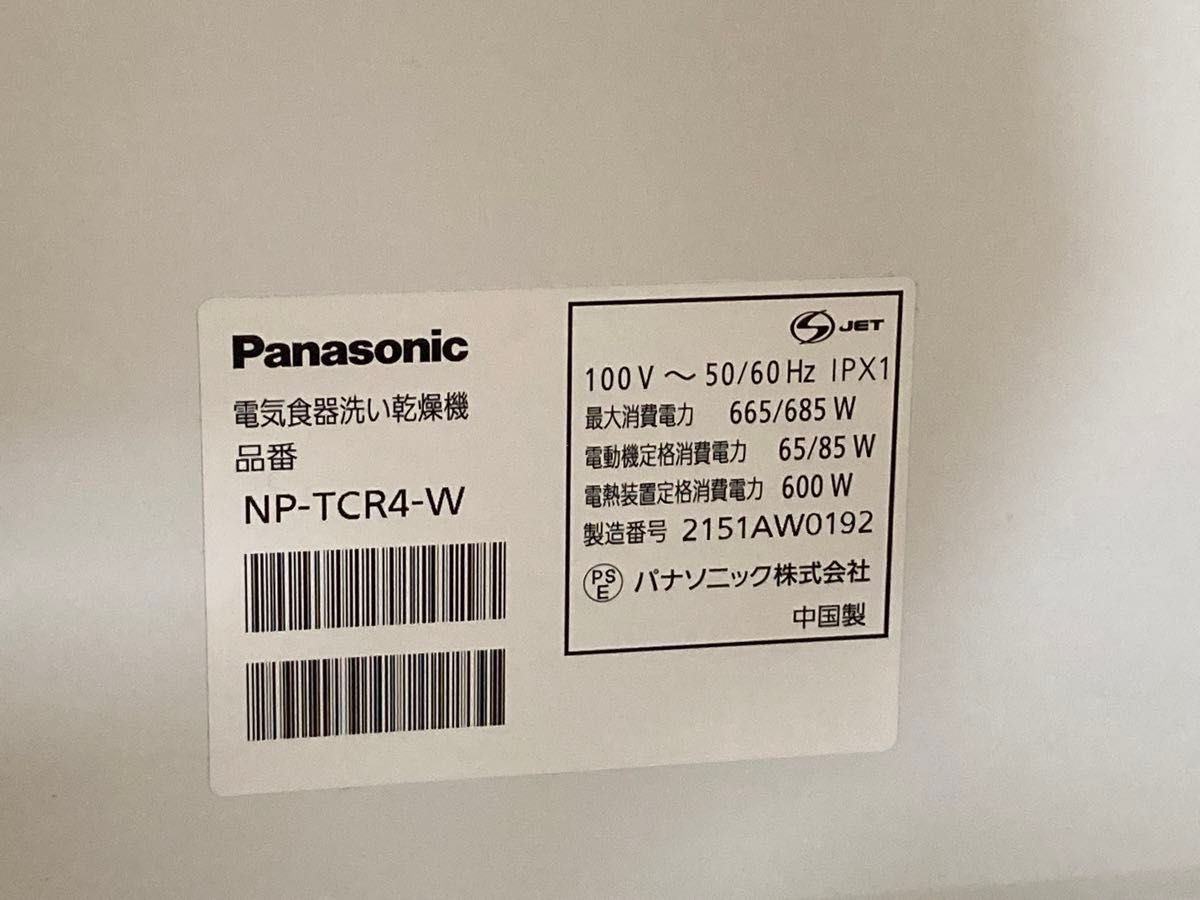 Panasonic
電気食器洗い乾燥機
品番
NP-TCR4-W
JET
100V ~ 50/60Hz IPX1
最大消費電力 665/685W
電動機定格消費電力 65/85W
電熱装置定格消費電力 600W
製造番号 2151AW0192
PSE パナソニック株式会社
中国製